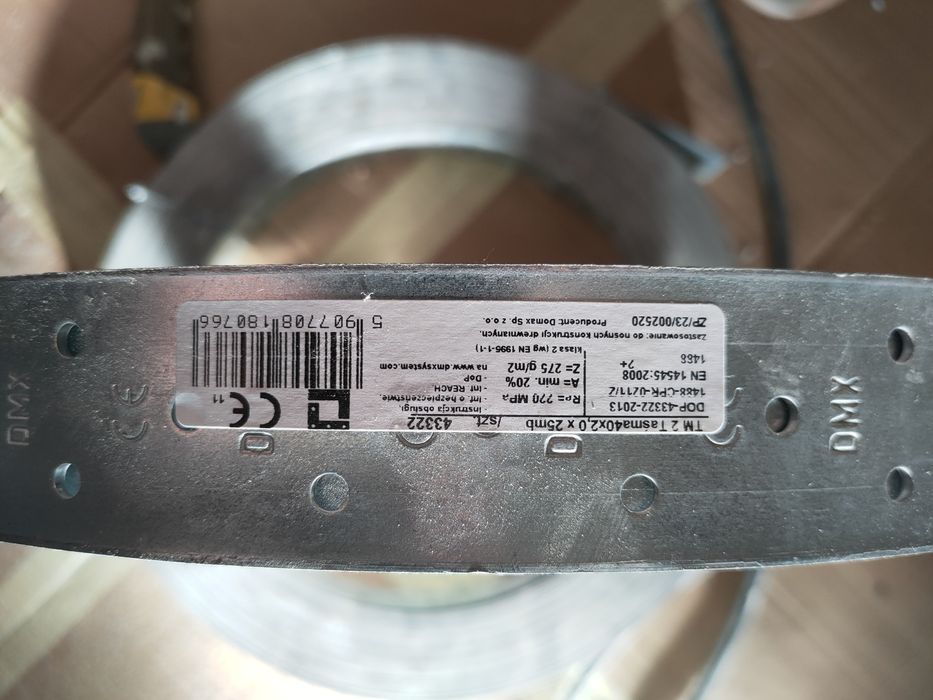 TM 2 Taśma40x2,0 x 25mb /szt./ 43322
DOP-43322-2013
1488-CPR-0211/Z
EN 14545:2008
2+
1488
Rp= 270 MPa
A= min. 20%
Z= 275 g/m2
klasa 2 (wg EN 1995-1-1)
zastosowanie: do nośnych konstrukcji drewnianych.
ZP/23/002520 Producent: Domax Sp. z o.o.
- instrukcja obsługi.
- Inf. o bezpieczeństwie.
- Inf REACH
- DoP
na www.dmxsystem.com
CE 11
5 907708 180766
DMX
DMX
D
D
CE